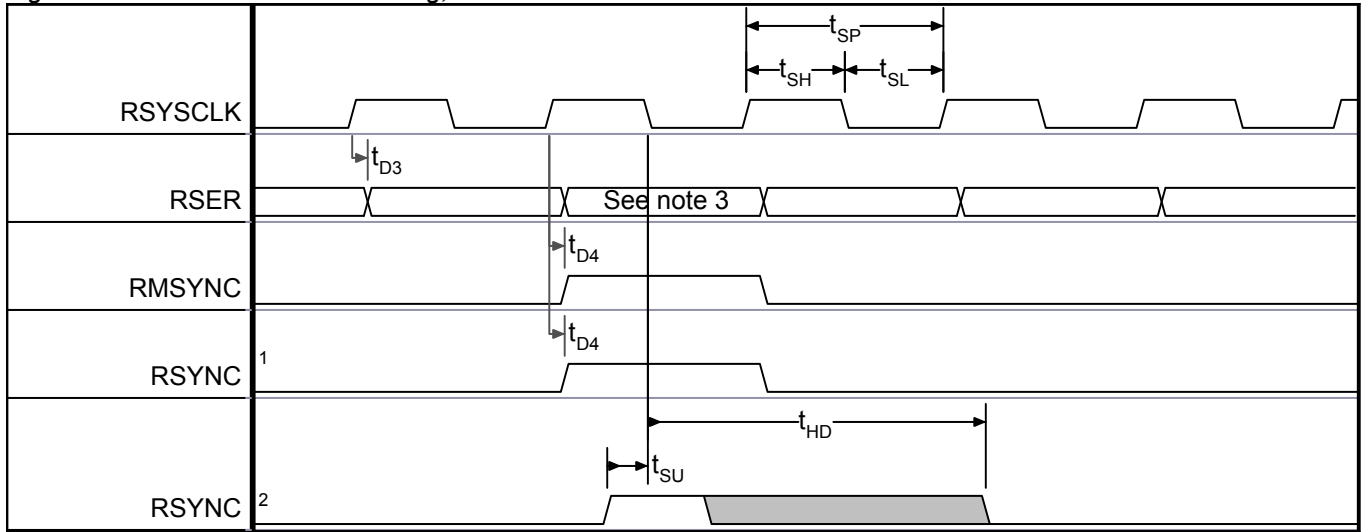 tSP
tSH tSL
RSYSCLK
tD3
RSER See note 3
tD4
RMSYNC
tD4
RSYNC 1
tHD
tSU
RSYNC 2